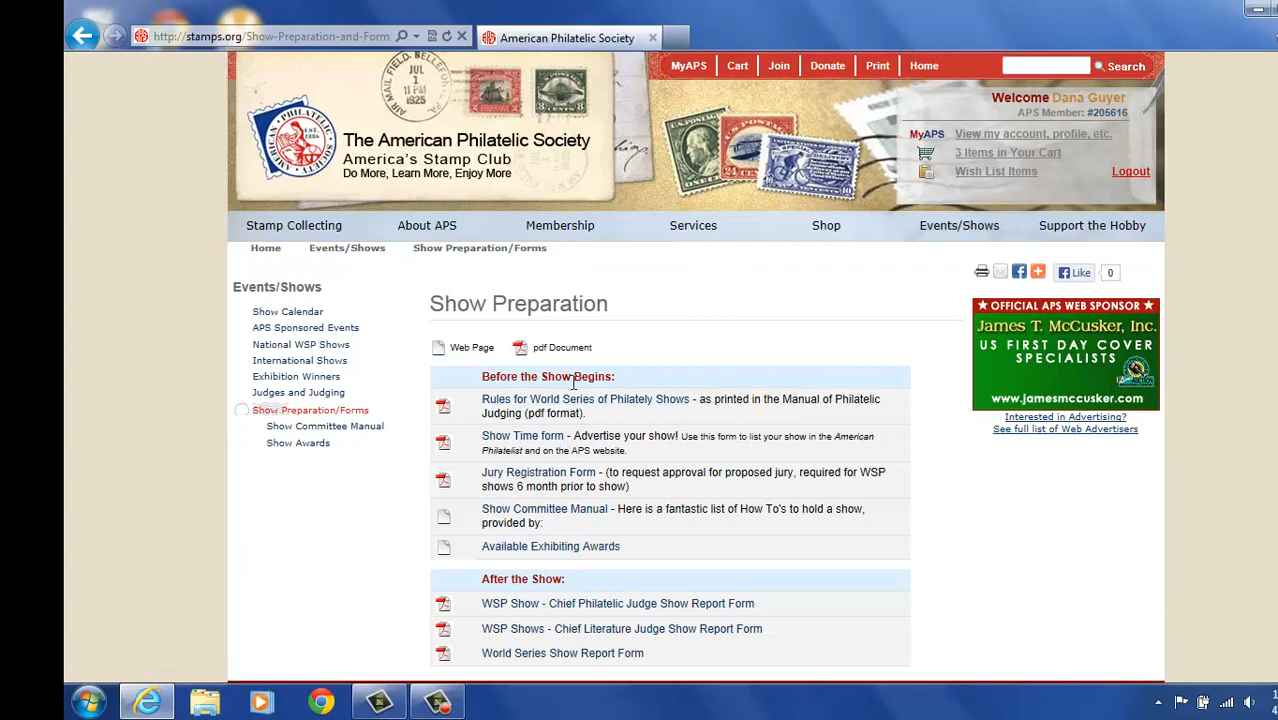 http://stamps.org/Show-Preparation-and-Form
American Philatelic Society
MyAPS Cart Join Donate Print Home Search
AIR MAIL FIELD, BELLEFONTE
JUL
1
11 PM
1925
Welcome Dana Guyer
APS Member: #205616
The American Philatelic Society
America's Stamp Club
Do More, Learn More, Enjoy More
MyAPS View my account, profile, etc.
3 Items in Your Cart
Wish List Items Logout
Stamp Collecting About APS Membership Services Shop Events/Shows Support the Hobby
Home Events/Shows Show Preparation/Forms
Like 0
Events/Shows
Show Calendar
APS Sponsored Events
National WSP Shows
International Shows
Exhibition Winners
Judges and Judging
Show Preparation/Forms
Show Committee Manual
Show Awards
Show Preparation
Web Page pdf Document
Before the Show Begins:
Rules for World Series of Philately Shows - as printed in the Manual of Philatelic
Judging (pdf format).
Show Time form - Advertise your show! Use this form to list your show in the American
Philatelist and on the APS website.
Jury Registration Form - (to request approval for proposed jury, required for WSP
shows 6 month prior to show)
Show Committee Manual - Here is a fantastic list of How To's to hold a show,
provided by:
Available Exhibiting Awards
After the Show:
WSP Show - Chief Philatelic Judge Show Report Form
WSP Shows - Chief Literature Judge Show Report Form
World Series Show Report Form
★ OFFICIAL APS WEB SPONSOR ★
James T. McCusker, Inc.
US FIRST DAY COVER
SPECIALISTS
www.jamesmccusker.com
Interested in Advertising?
See full list of Web Advertisers